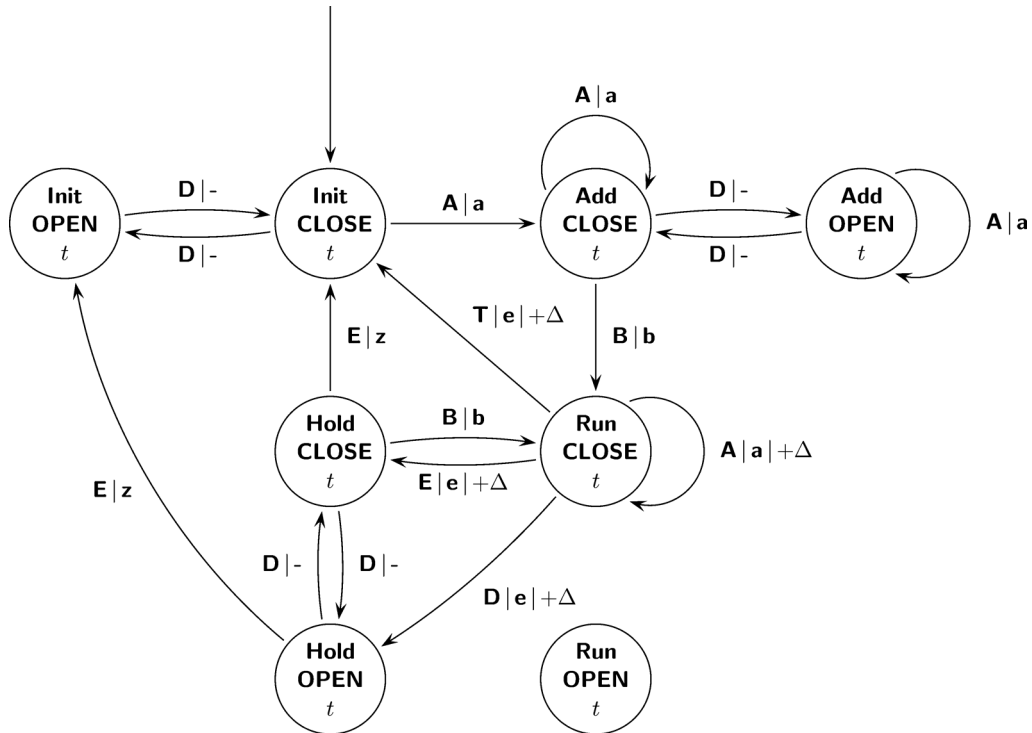 A | a
Init
OPEN
t
D | -
D | -
Init
CLOSE
t
A | a
Add
CLOSE
t
D | -
D | -
Add
OPEN
t
A | a
E | z
T | e | +Δ
B | b
Hold
CLOSE
t
B | b
E | e | +Δ
Run
CLOSE
t
A | a | +Δ
E | z
D | -
D | -
D | e | +Δ
Hold
OPEN
t
Run
OPEN
t